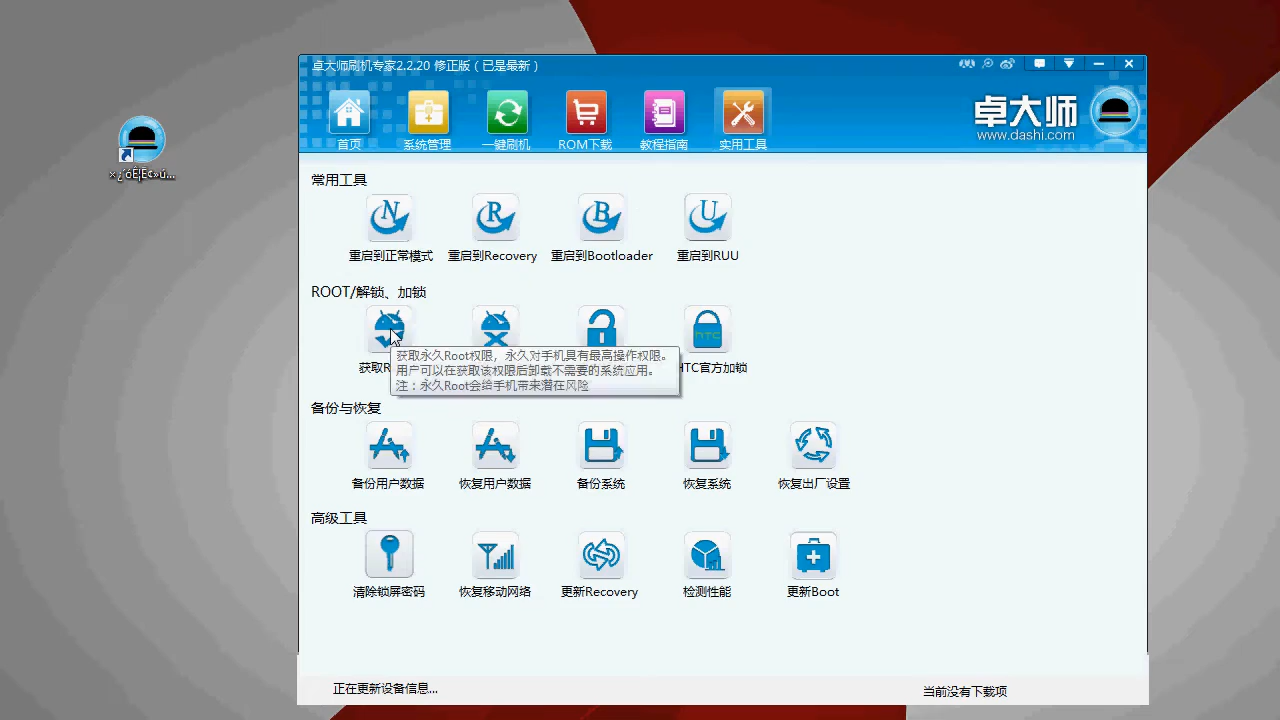 卓大师刷机专家2.2.20 修正版 ( 已是最新 )
首页
系统管理
一键刷机
ROM下载
教程指南
实用工具
卓大师
www.dashi.com
常用工具
N
R
B
U
重启到正常模式
重启到Recovery
重启到Bootloader
重启到RUU
ROOT/解锁、加锁
HTC
获取R
TC官方加锁
获取永久Root权限，永久对手机具有最高操作权限。
用户可以在获取该权限后卸载不需要的系统应用。
注：永久Root会给手机带来潜在风险
备份与恢复
备份用户数据
恢复用户数据
备份系统
恢复系统
恢复出厂设置
高级工具
清除锁屏密码
恢复移动网络
更新Recovery
检测性能
更新Boot
正在更新设备信息...
当前没有下载项